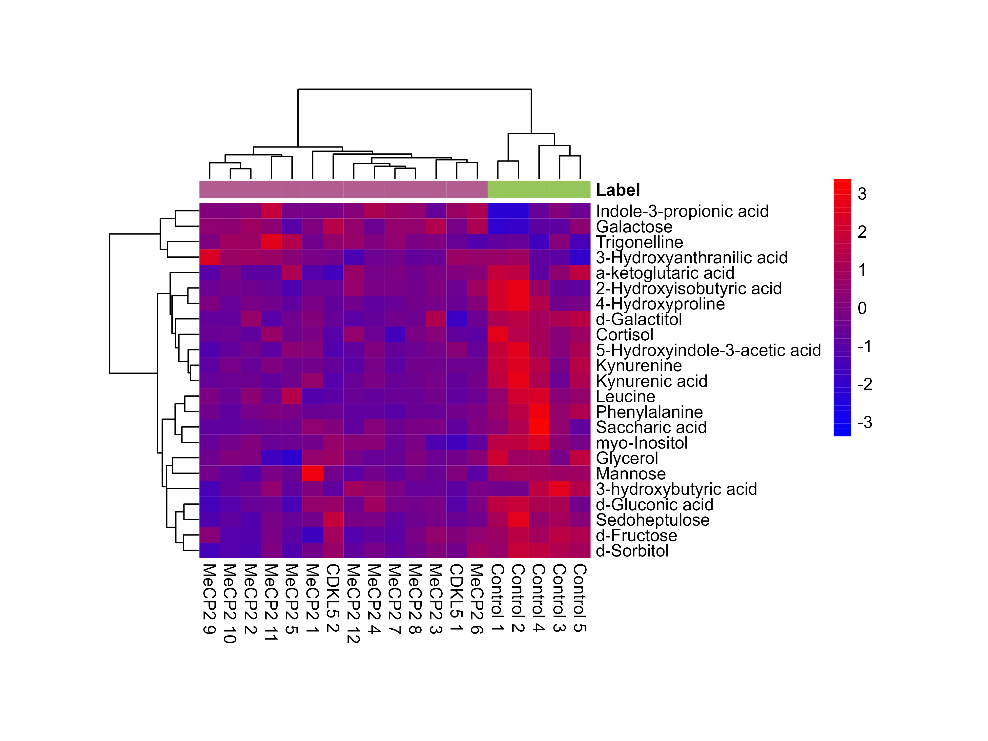 Label
Indole-3-propionic acid
Galactose
Trigonelline
3-Hydroxyanthranilic acid
a-ketoglutaric acid
2-Hydroxyisobutyric acid
4-Hydroxyproline
d-Galactitol
Cortisol
5-Hydroxyindole-3-acetic acid
Kynurenine
Kynurenic acid
Leucine
Phenylalanine
Saccharic acid
myo-Inositol
Glycerol
Mannose
3-hydroxybutyric acid
d-Gluconic acid
Sedoheptulose
d-Fructose
d-Sorbitol
3
2
1
0
-1
-2
-3
MeCP2 9
MeCP2 10
MeCP2 2
MeCP2 11
MeCP2 5
MeCP2 1
CDKL5 2
MeCP2 12
MeCP2 4
MeCP2 7
MeCP2 8
MeCP2 3
CDKL5 1
MeCP2 6
Control 1
Control 2
Control 4
Control 3
Control 5